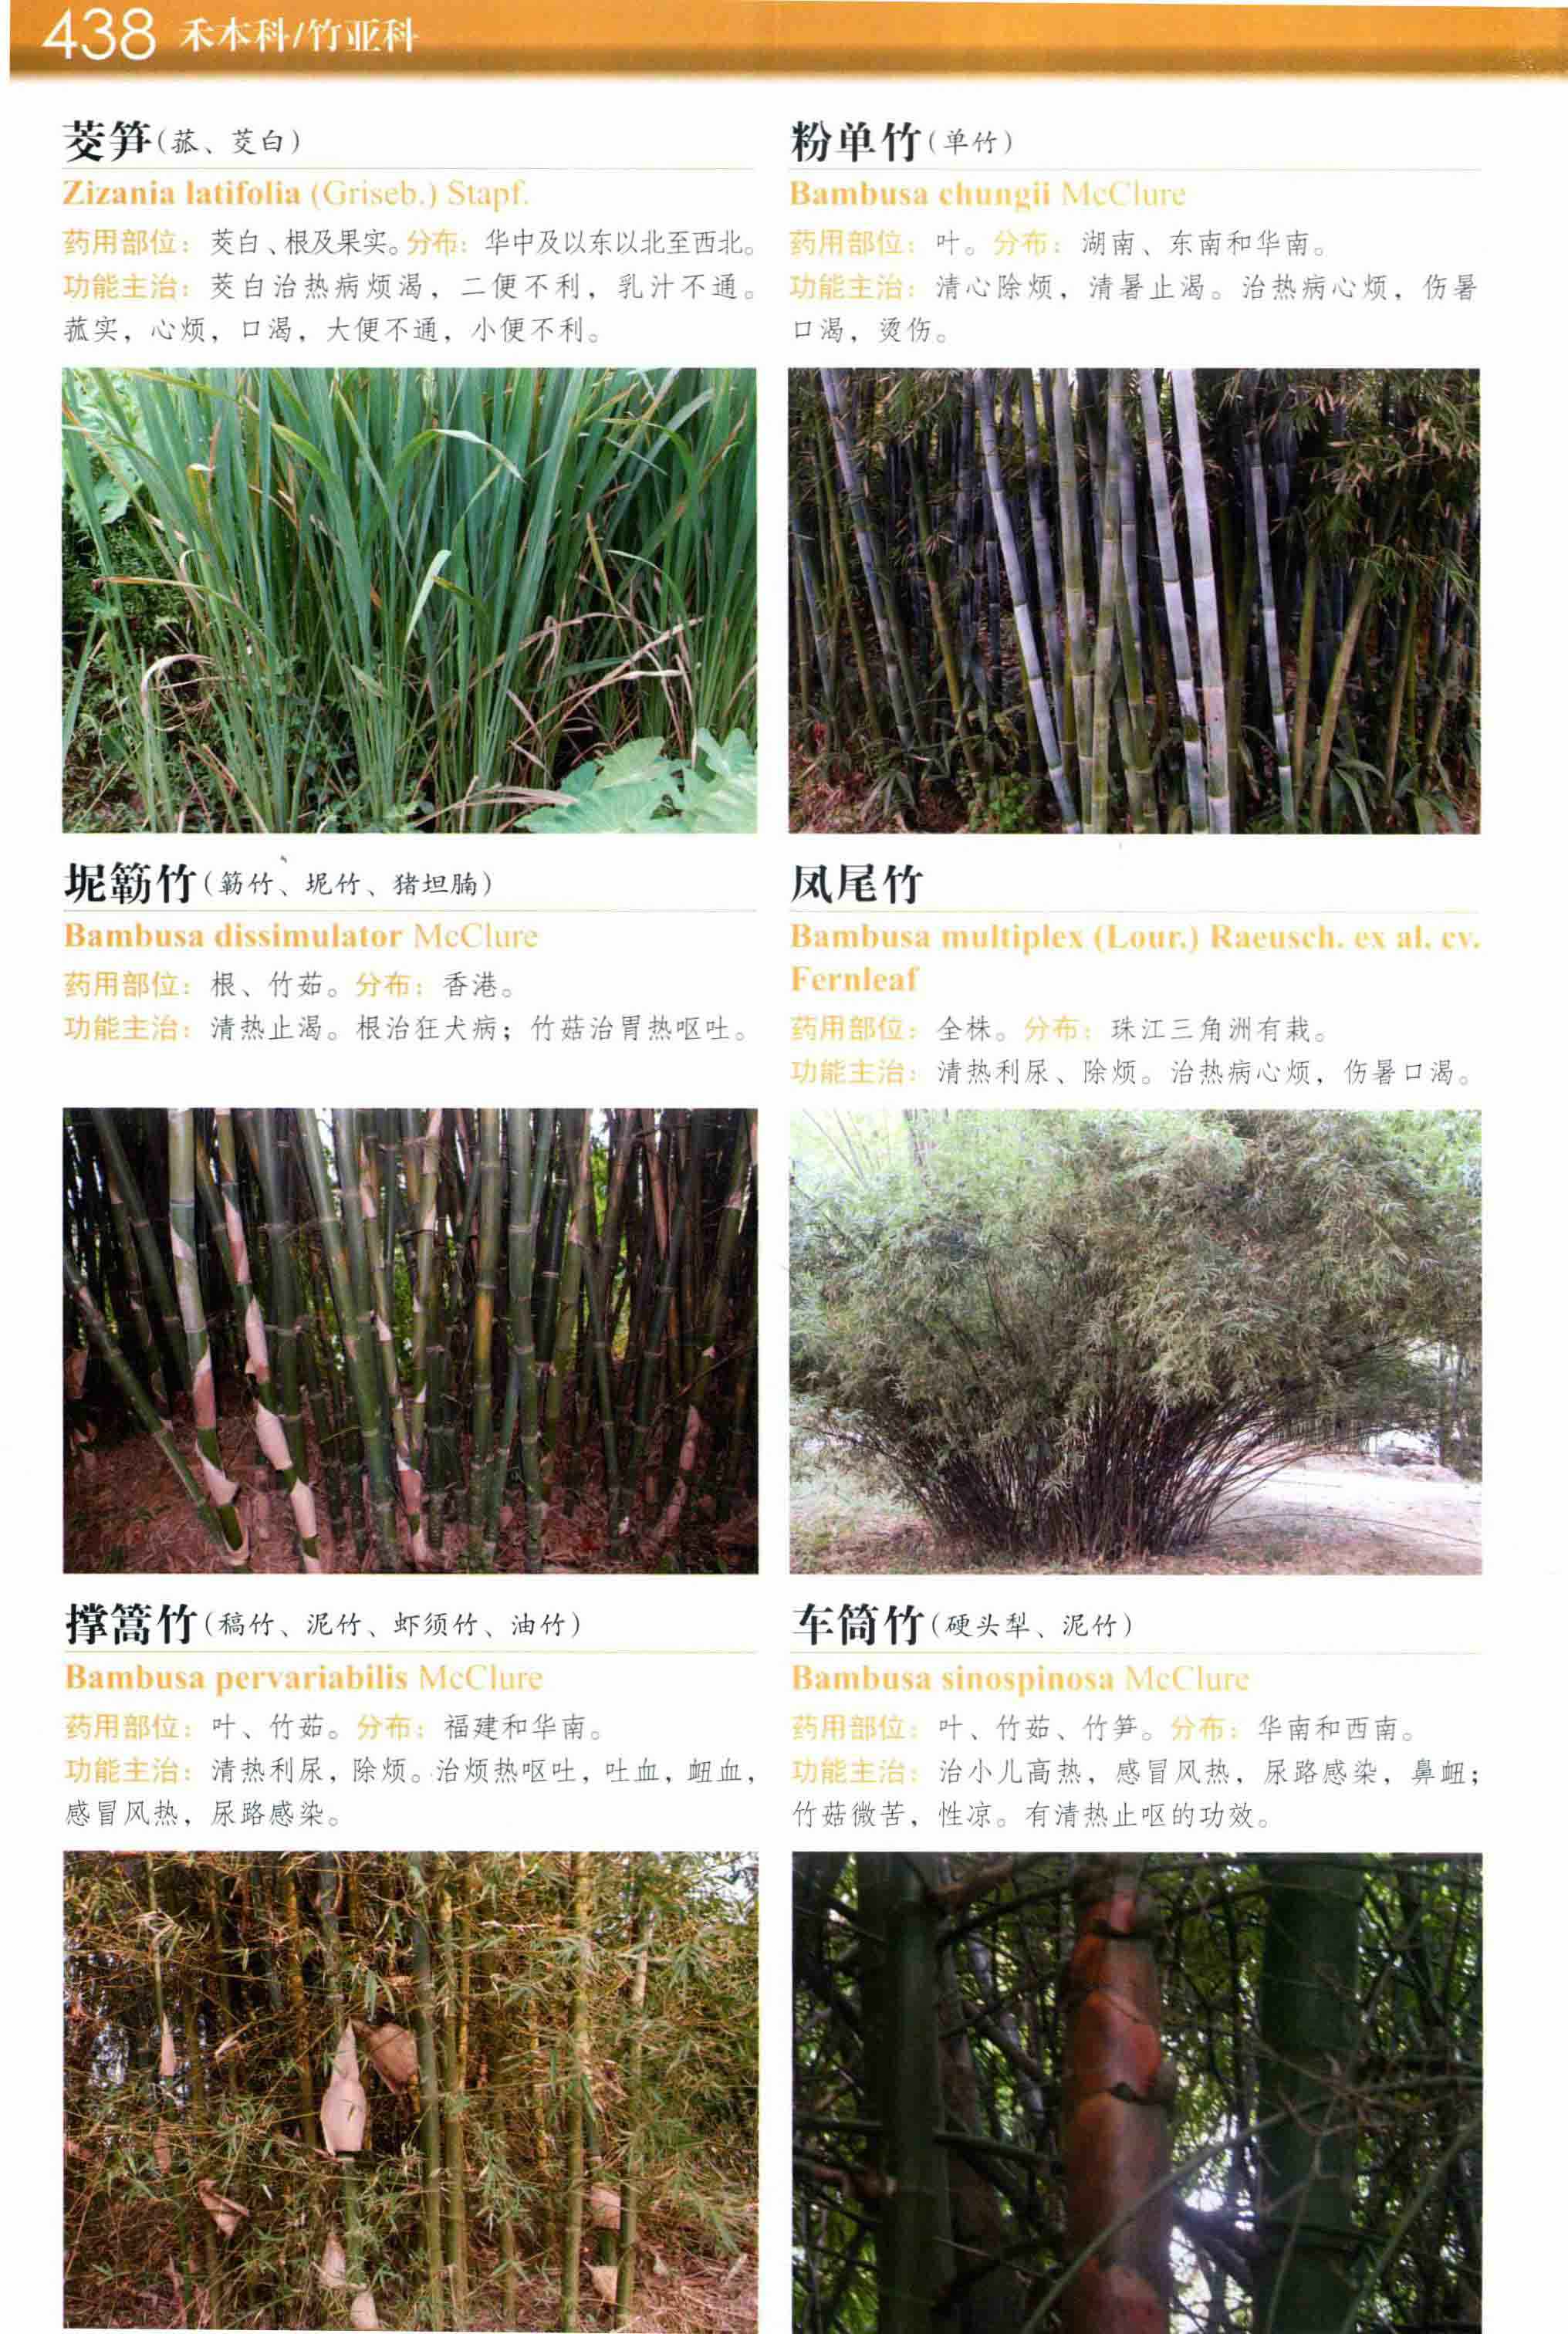 438 禾本科/竹亚科
茭笋(菰、茭白)
Zizania latifolia (Griseb.) Stapf.
药用部位：茭白、根及果实。分布：华中及以东以北至西北。
功能主治：茭白治热病烦渴，二便不利，乳汁不通。
菰实，心烦，口渴，大便不通，小便不利。
粉单竹(单竹)
Bambusa chungii McClure
药用部位：叶。分布：湖南、东南和华南。
功能主治：清心除烦，清暑止渴。治热病心烦，伤暑
口渴，烫伤。
坭簕竹(簕竹、坭竹、猪坦腩)
Bambusa dissimulator McClure
药用部位：根、竹茹。分布：香港。
功能主治：清热止渴。根治狂犬病；竹菇治胃热呕吐。
凤尾竹
Bambusa multiplex (Lour.) Raeusch. ex al. cv.
Fernleaf
药用部位：全株。分布：珠江三角洲有栽。
功能主治：清热利尿、除烦。治热病心烦，伤暑口渴。
撑篙竹(稿竹、泥竹、虾须竹、油竹)
Bambusa pervariabilis McClure
药用部位：叶、竹茹。分布：福建和华南。
功能主治：清热利尿，除烦。治烦热呕吐，吐血，衄血，
感冒风热，尿路感染。
车筒竹(硬头犁、泥竹)
Bambusa sinospinosa McClure
药用部位：叶、竹茹、竹笋。分布：华南和西南。
功能主治：治小儿高热，感冒风热，尿路感染，鼻衄；
竹菇微苦，性凉。有清热止呕的功效。